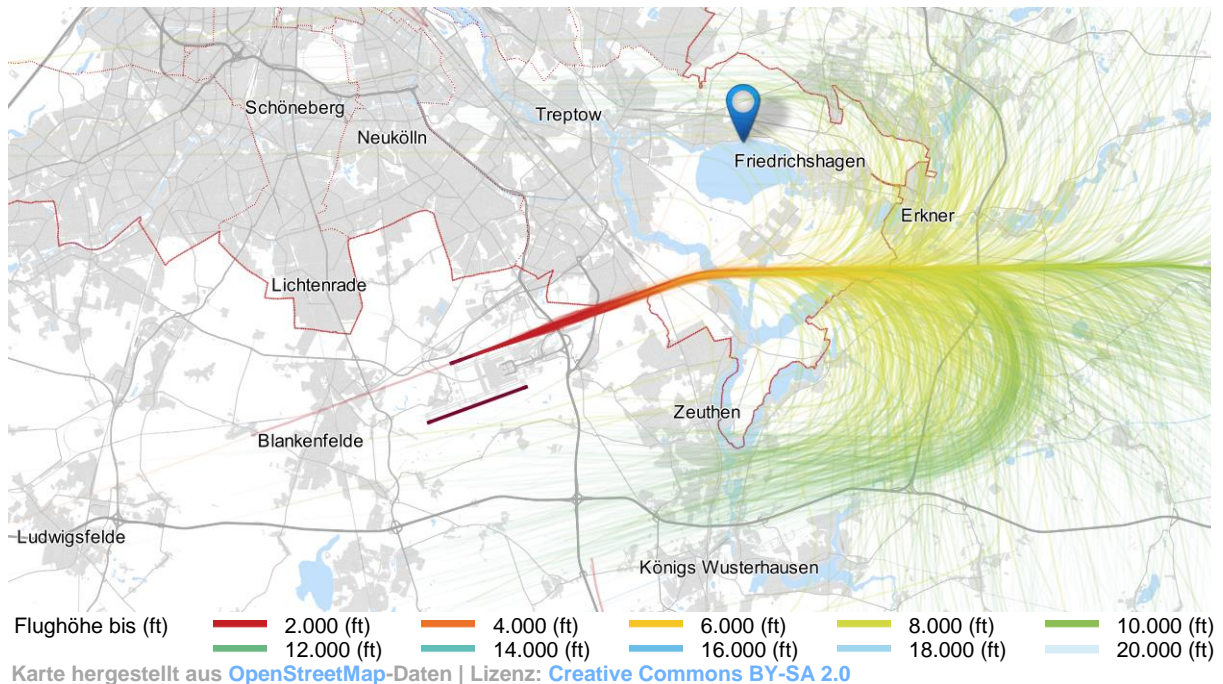 Schöneberg
Treptow
Neukölln
Friedrichshagen
Erkner
Lichtenrade
Zeuthen
Blankenfelde
Ludwigsfelde
Königs Wusterhausen
Flughöhe bis (ft) 2.000 (ft) 4.000 (ft) 6.000 (ft) 8.000 (ft) 10.000 (ft)
12.000 (ft) 14.000 (ft) 16.000 (ft) 18.000 (ft) 20.000 (ft)
Karte hergestellt aus OpenStreetMap-Daten | Lizenz: Creative Commons BY-SA 2.0